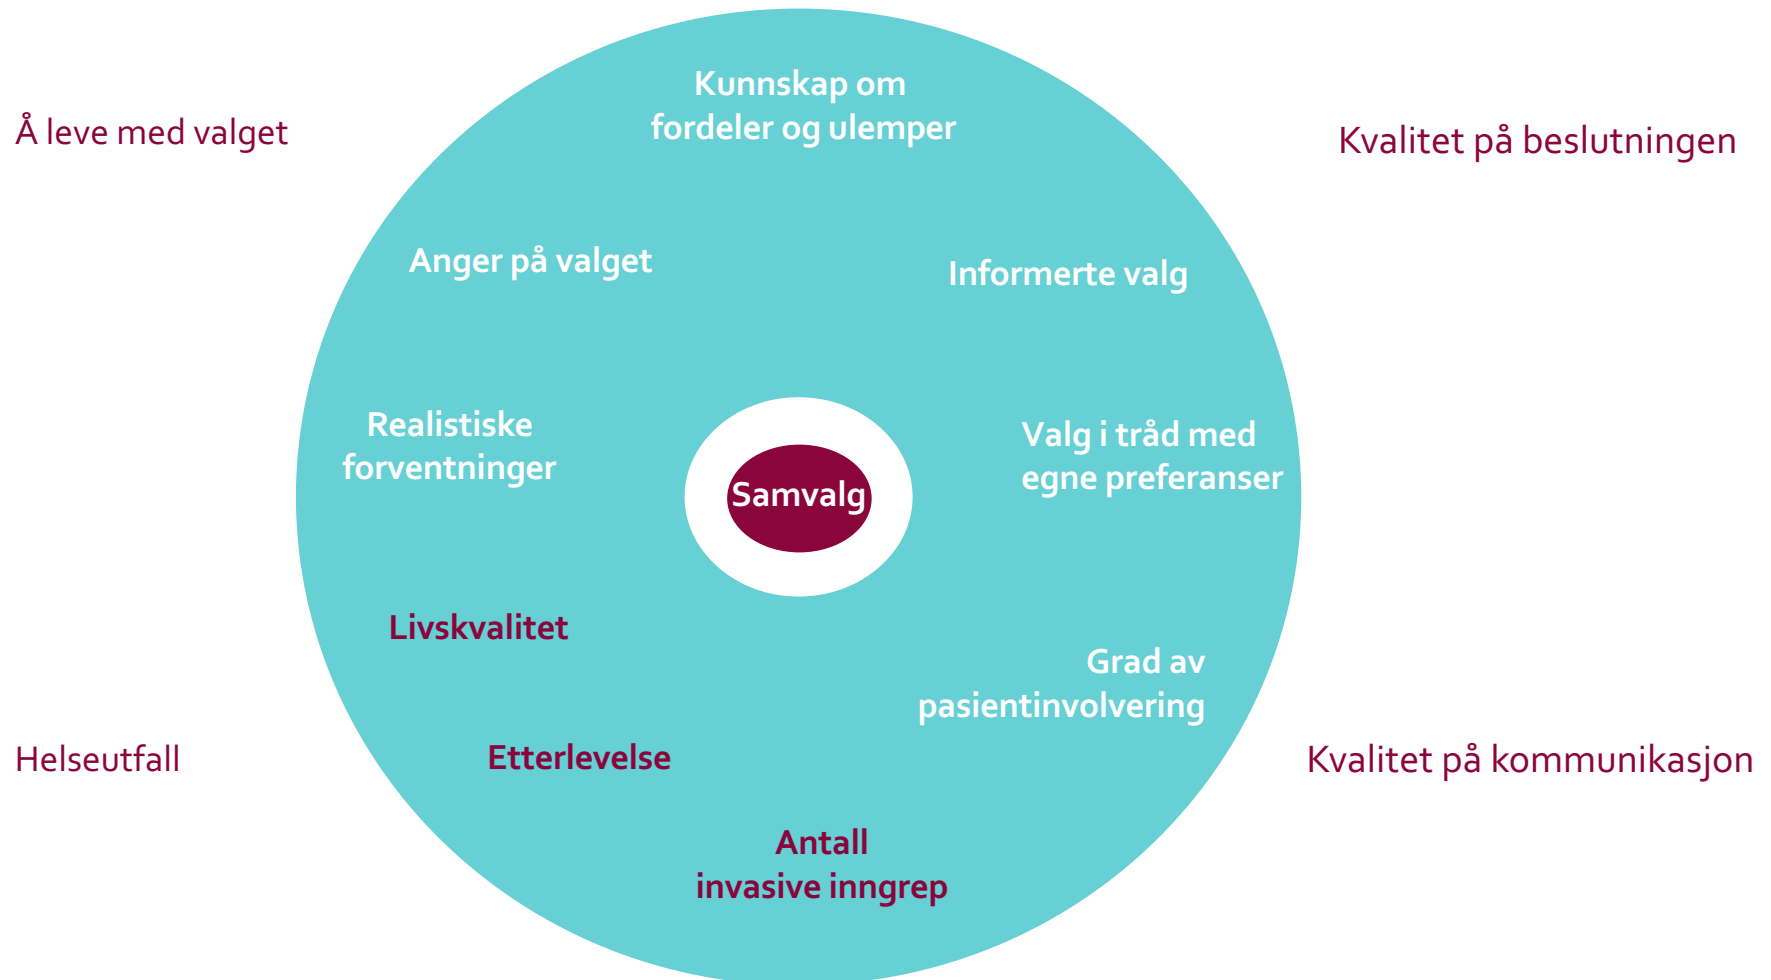 Kunnskap om
fordeler og ulemper
Å leve med valget
Kvalitet på beslutningen
Anger på valget
Informerte valg
Realistiske
forventninger
Valg i tråd med
egne preferanser
Samvalg
Livskvalitet
Grad av
pasientinvolvering
Helseutfall
Etterlevelse
Kvalitet på kommunikasjon
Antall
invasive inngrep